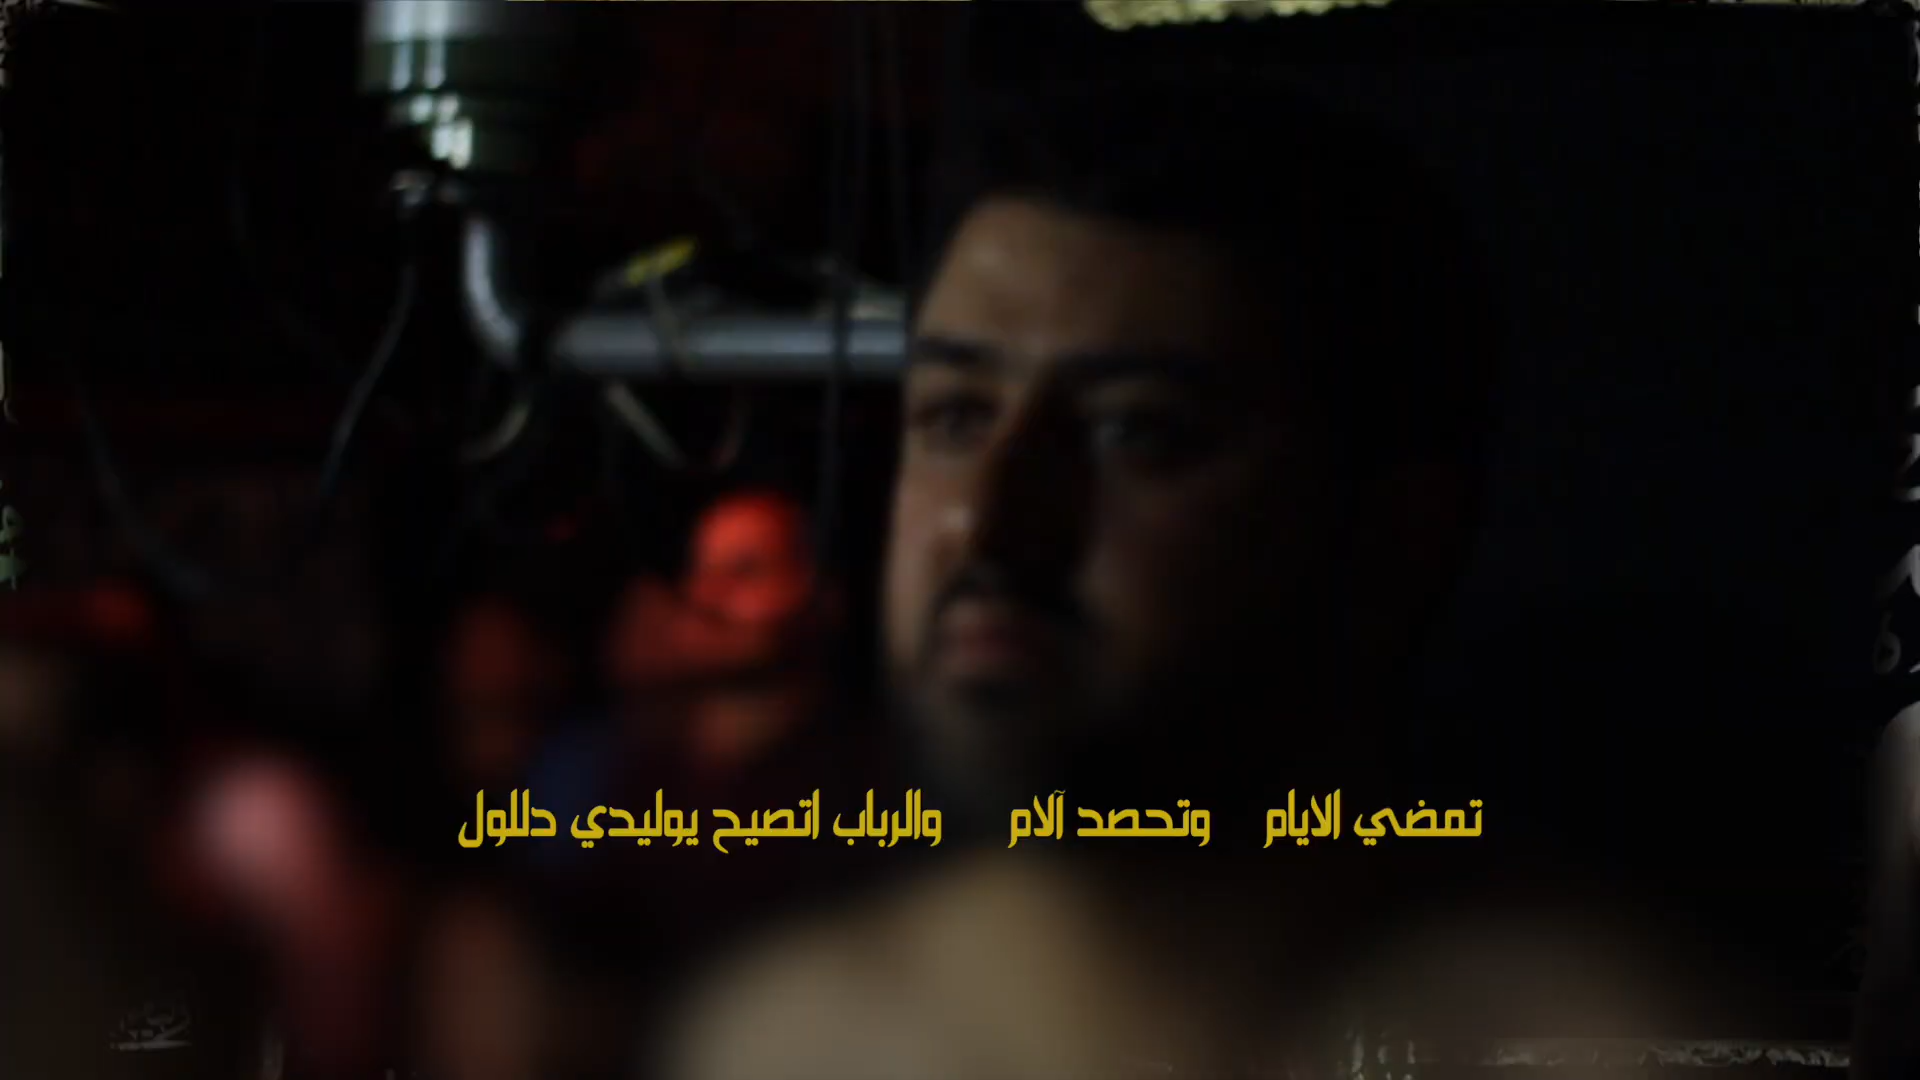 تمضي الايام وتحصد آلام والرباب اتصيح يوليدي دللول